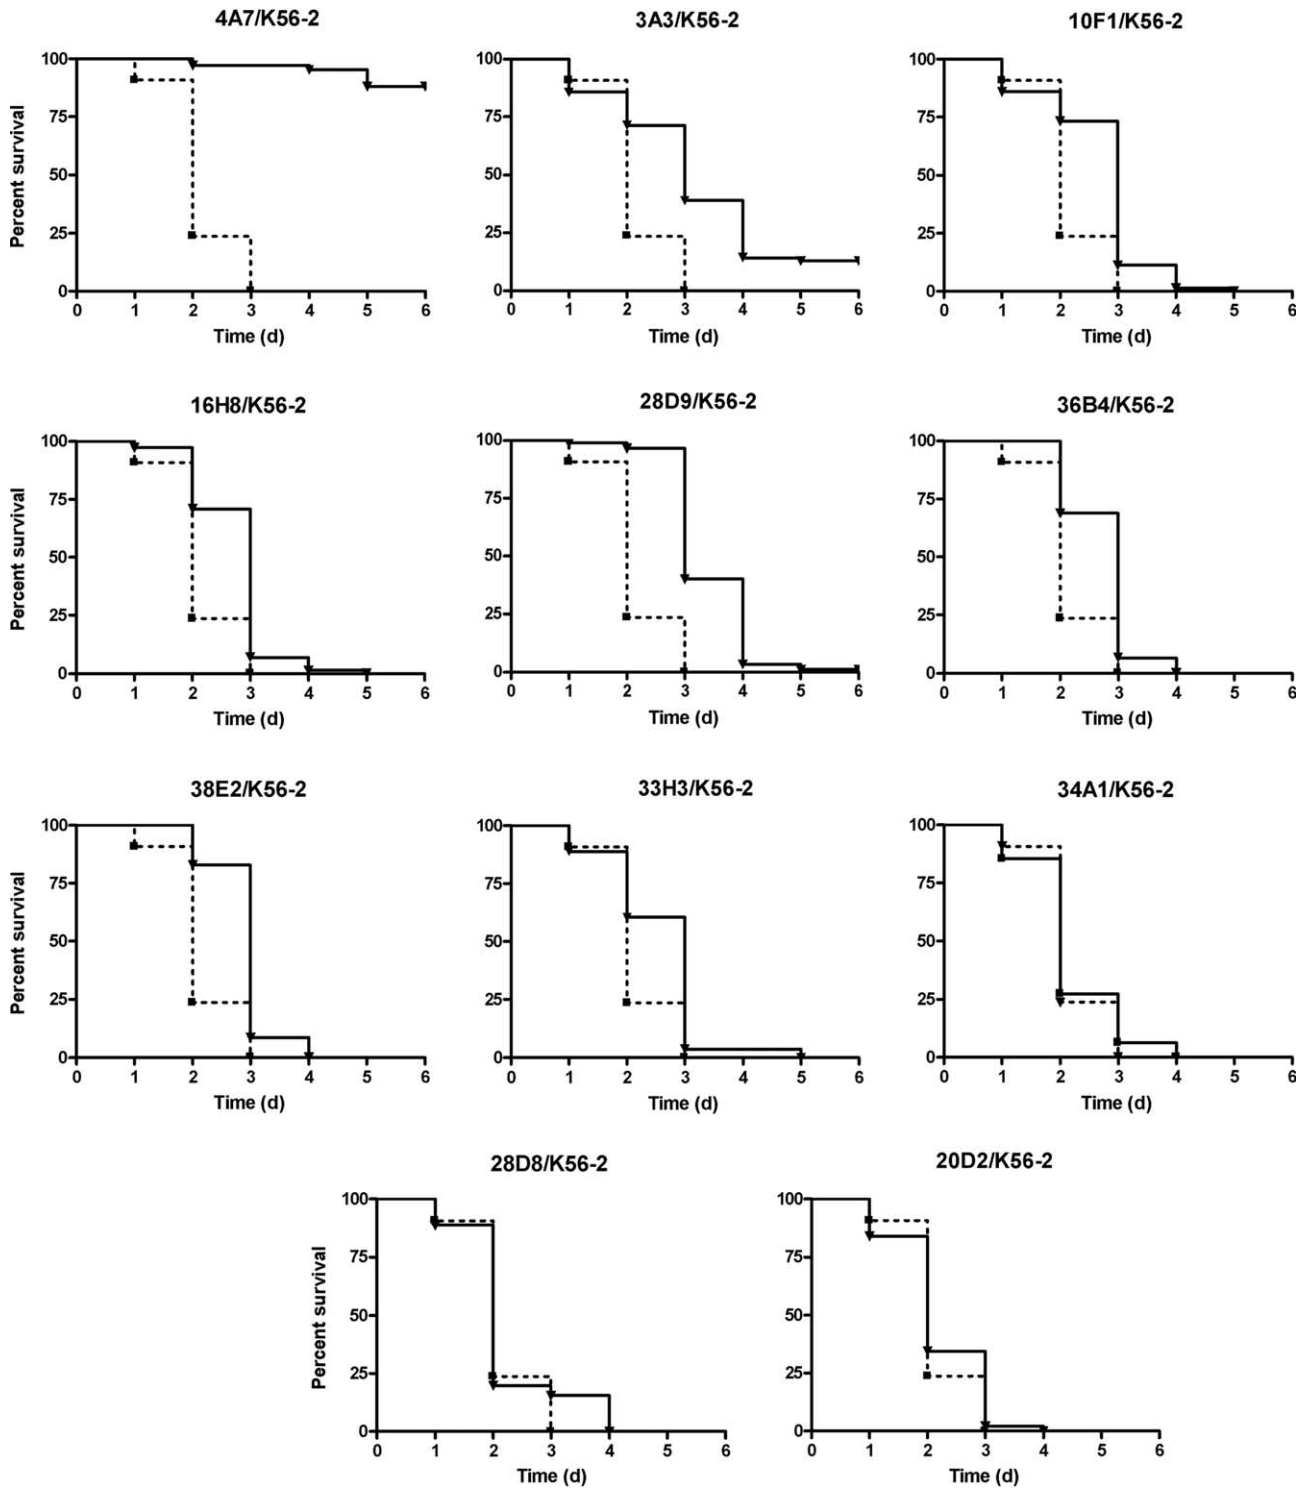 4A7/K56-2 3A3/K56-2 10F1/K56-2
100 100 100
75 75 75
50 50 50
25 25 25
0 0 0
Percent survival
0 1 2 3 4 5 6 0 1 2 3 4 5 6 0 1 2 3 4 5 6
Time (d) Time (d) Time (d)
16H8/K56-2 28D9/K56-2 36B4/K56-2
100 100 100
75 75 75
50 50 50
25 25 25
0 0 0
Percent survival
0 1 2 3 4 5 6 0 1 2 3 4 5 6 0 1 2 3 4 5 6
Time (d) Time (d) Time (d)
38E2/K56-2 33H3/K56-2 34A1/K56-2
100 100 100
75 75 75
50 50 50
25 25 25
0 0 0
Percent survival
0 1 2 3 4 5 6 0 1 2 3 4 5 6 0 1 2 3 4 5 6
Time (d) Time (d) Time (d)
28D8/K56-2 20D2/K56-2
100 100
75 75
50 50
25 25
0 0
Percent survival
0 1 2 3 4 5 6 0 1 2 3 4 5 6
Time (d) Time (d)